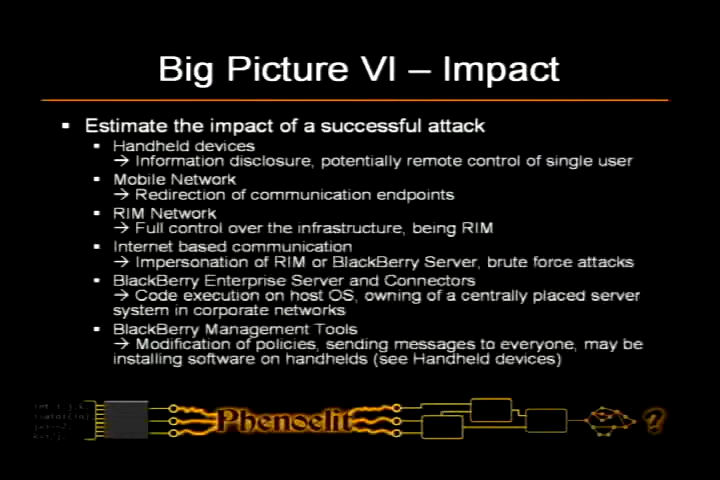 Big Picture VI – Impact
▪ Estimate the impact of a successful attack
▪ Handheld devices
→ Information disclosure, potentially remote control of single user
▪ Mobile Network
→ Redirection of communication endpoints
▪ RIM Network
→ Full control over the infrastructure, being RIM
▪ Internet based communication
→ Impersonation of RIM or BlackBerry Server, brute force attacks
▪ BlackBerry Enterprise Server and Connectors
→ Code execution on host OS, owning of a centrally placed server
system in corporate networks
▪ BlackBerry Management Tools
→ Modification of policies, sending messages to everyone, may be
installing software on handhelds (see Handheld devices)
Phenoelit ?